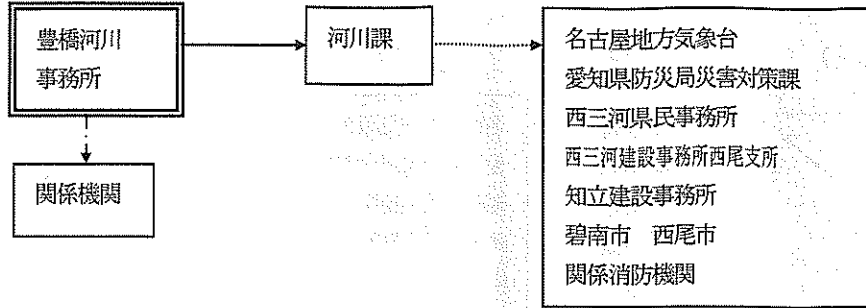 豊橋河川
事務所
河川課
名古屋地方気象台
愛知県防災局災害対策課
西三河県民事務所
西三河建設事務所西尾支所
知立建設事務所
碧南市　西尾市
関係消防機関
関係機関